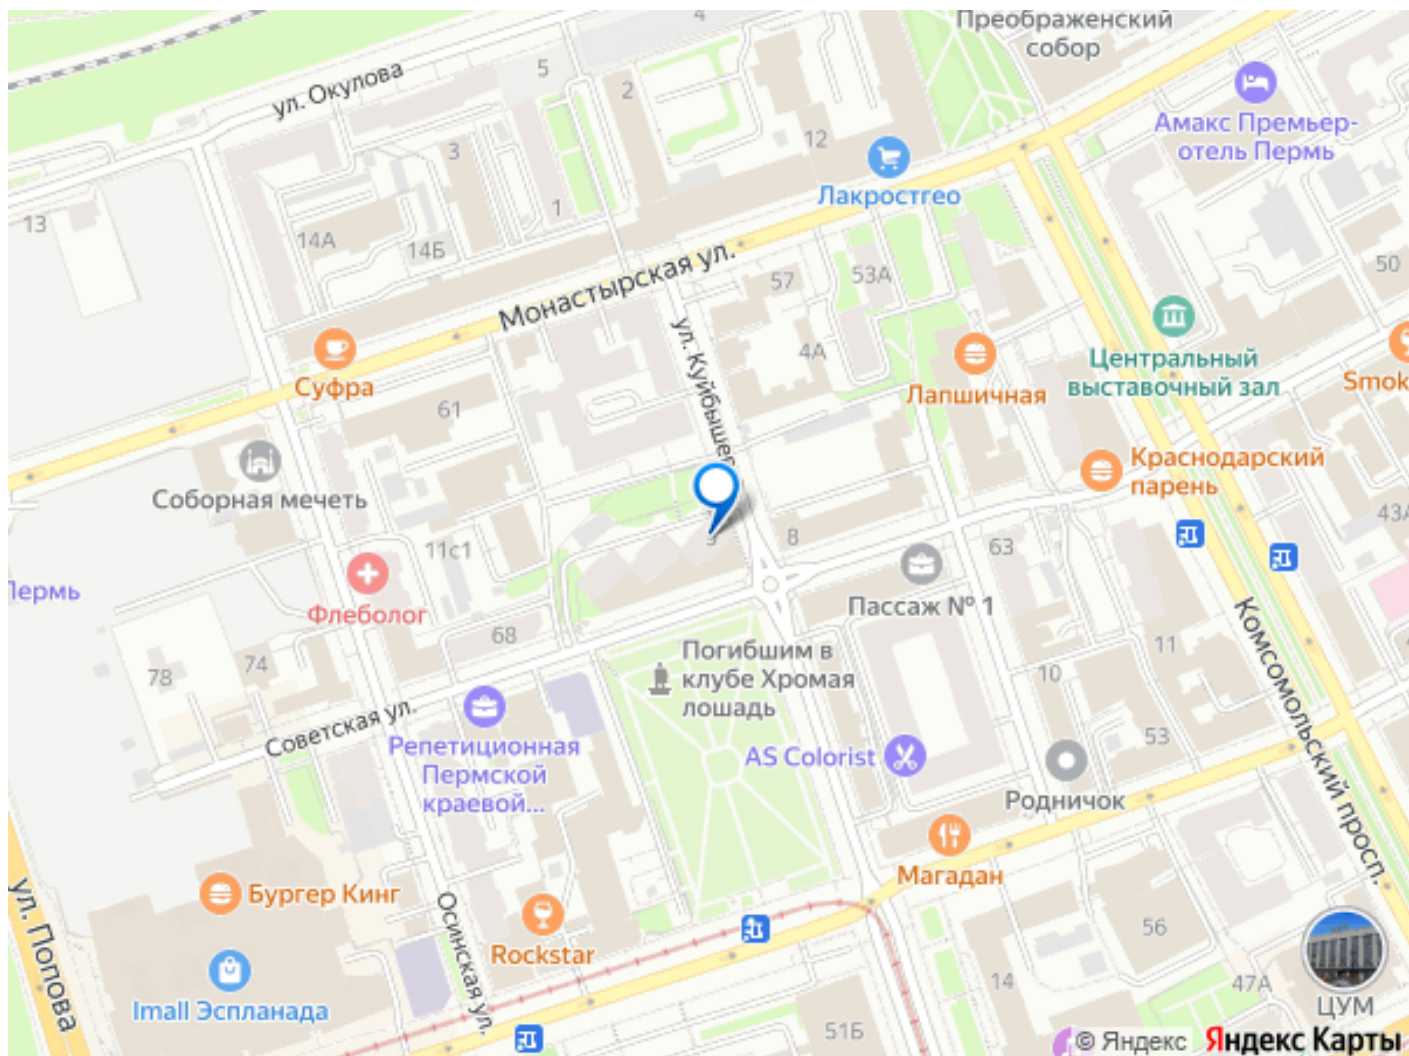 4
Преображенский
собор
5
ул. Окулова
2
Амакс Премьер-
отель Пермь
12
3
Лакростгео
1
13
14А
14Б
Монастырская ул.
57
53А
50
ул. Куйбышев
4А
Центральный
выставочный зал
Суфра
Лапшичная
Smok
61
Краснодарский
парень
Соборная мечеть
43А
8
63
11с1
Пермь
Флеболог
Пассаж № 1
68
Погибшим в
клубе Хромая
лошадь
11
74
78
10
Комсомольский просп.
Советская ул.
Репетиционная
Пермской
краевой...
53
AS Colorist
Родничок
Магадан
Бургер Кинг
ул. Попова
Осинская ул.
56
Rockstar
14
47А
Imall Эспланада
ЦУМ
51Б
© Яндекс Яндекс Карты